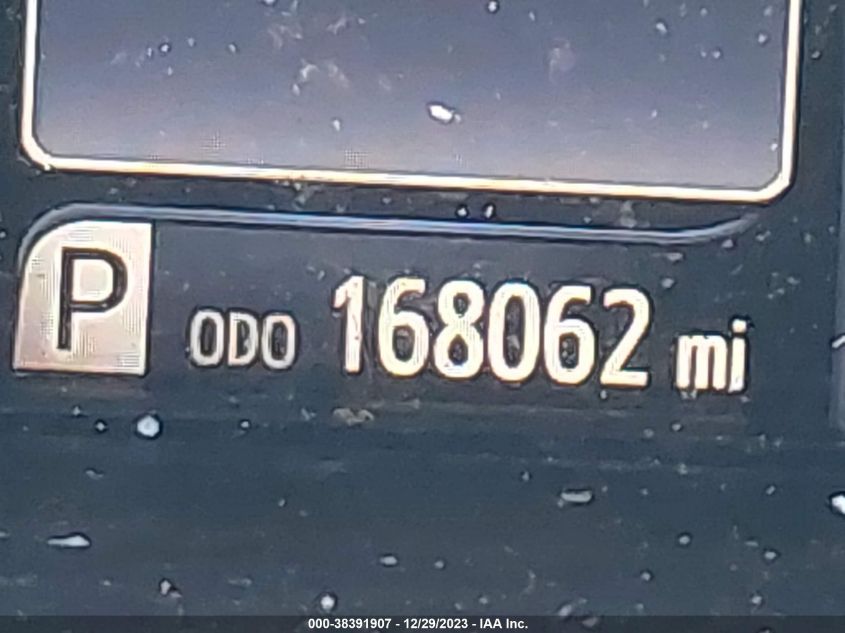 P ODO 168062 mi
000-38391907 - 12/29/2023 - IAA Inc.